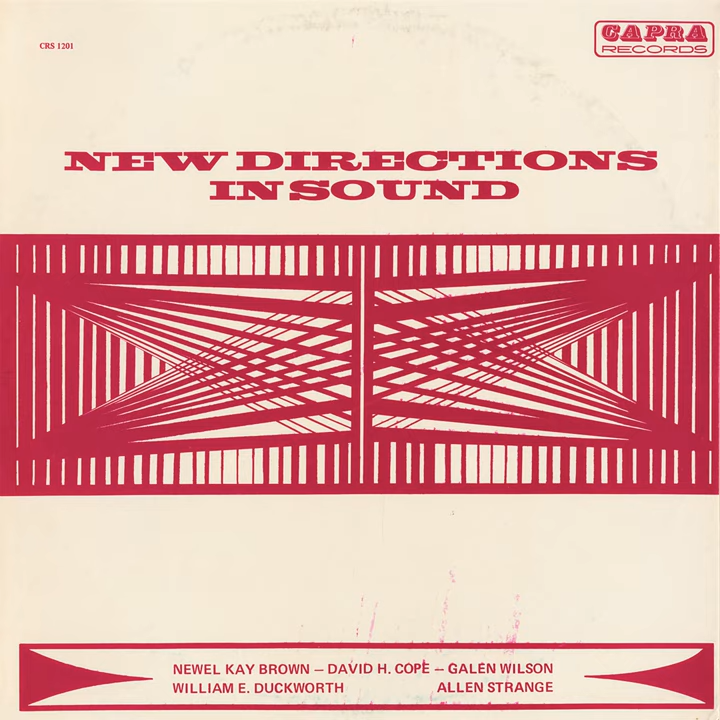 CRS 1201
CAPRA
RECORDS
NEW DIRECTIONS
IN SOUND
NEWEL KAY BROWN – DAVID H. COPE – GALEN WILSON
WILLIAM E. DUCKWORTH ALLEN STRANGE